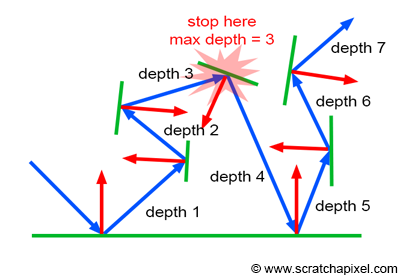 stop here
max depth = 3
depth 7
depth 3
depth 6
depth 2
depth 4
depth 1
depth 5
© www.scratchapixel.com